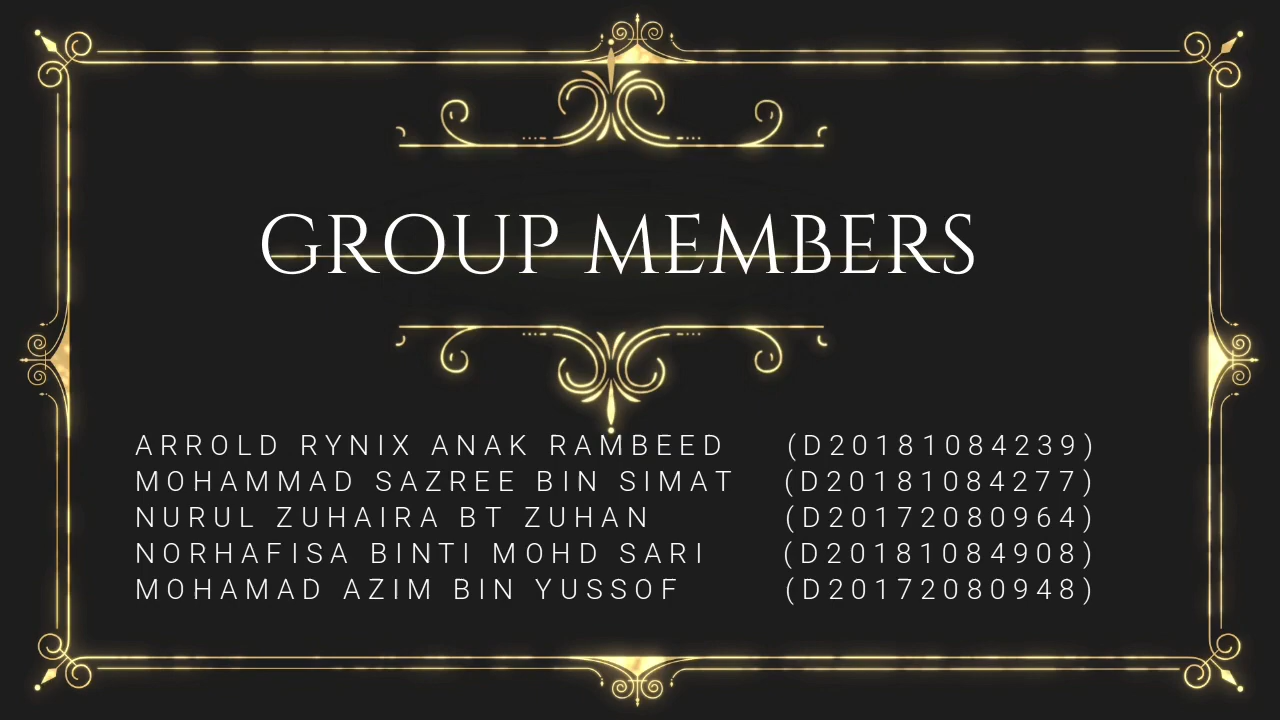 GROUP MEMBERS
ARROLD RYNIX ANAK RAMBEED (D20181084239)
MOHAMMAD SAZREE BIN SIMAT (D20181084277)
NURUL ZUHAIRA BT ZUHAN (D20172080964)
NORHAFISA BINTI MOHD SARI (D20181084908)
MOHAMAD AZIM BIN YUSSOF (D20172080948)